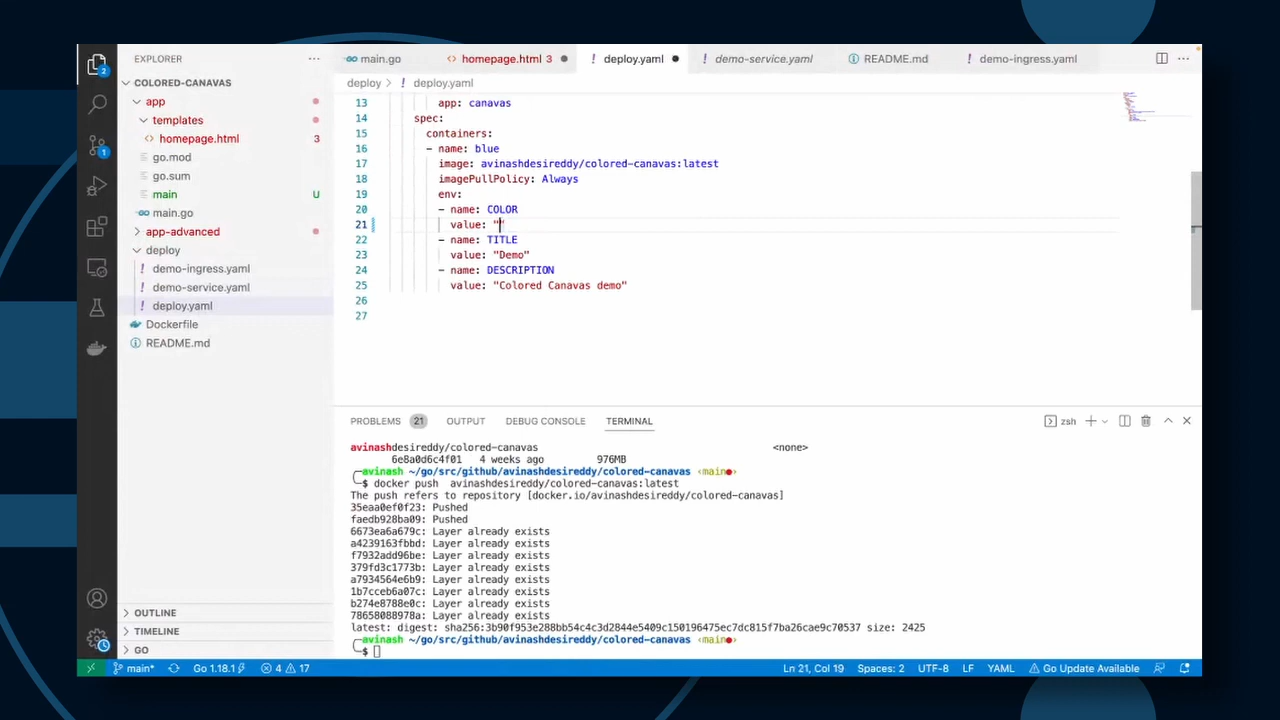 EXPLORER
COLORED-CANAVAS
app
templates
homepage.html 3
go.mod
go.sum
main U
main.go
app-advanced
deploy
demo-ingress.yaml
demo-service.yaml
deploy.yaml
Dockerfile
README.md
OUTLINE
TIMELINE
GO
2
1
main.go
homepage.html 3
deploy.yaml
demo-service.yaml
README.md
demo-ingress.yaml
deploy > deploy.yaml
13 app: canavas
14 spec:
15 containers:
16 - name: blue
17 image: avinashdesireddy/colored-canavas:latest
18 imagePullPolicy: Always
19 env:
20 - name: COLOR
21 value: ""
22 - name: TITLE
23 value: "Demo"
24 - name: DESCRIPTION
25 value: "Colored Canavas demo"
26
27
PROBLEMS 21 OUTPUT DEBUG CONSOLE TERMINAL
zsh
avinashdesireddy/colored-canavas <none>
6e8a0d6c4f01 4 weeks ago 976MB
avinash ~/go/src/github/avinashdesireddy/colored-canavas ‹main●›
$ docker push avinashdesireddy/colored-canavas:latest
The push refers to repository [docker.io/avinashdesireddy/colored-canavas]
35eaa0ef0f23: Pushed
faedb928ba09: Pushed
6673ea6a679c: Layer already exists
a4239163fbbd: Layer already exists
f7932add96be: Layer already exists
379fd3c1773b: Layer already exists
a7934564e6b9: Layer already exists
1b7cceb6a07c: Layer already exists
b274e8788e0c: Layer already exists
78658088978a: Layer already exists
latest: digest: sha256:3b90f953e288bb54c4c3d2844e5409c150196475ec7dc815f7ba26cae9c70537 size: 2425
avinash ~/go/src/github/avinashdesireddy/colored-canavas ‹main●›
$
main* Go 1.18.1 4 17 Ln 21, Col 19 Spaces: 2 UTF-8 LF YAML Go Update Available